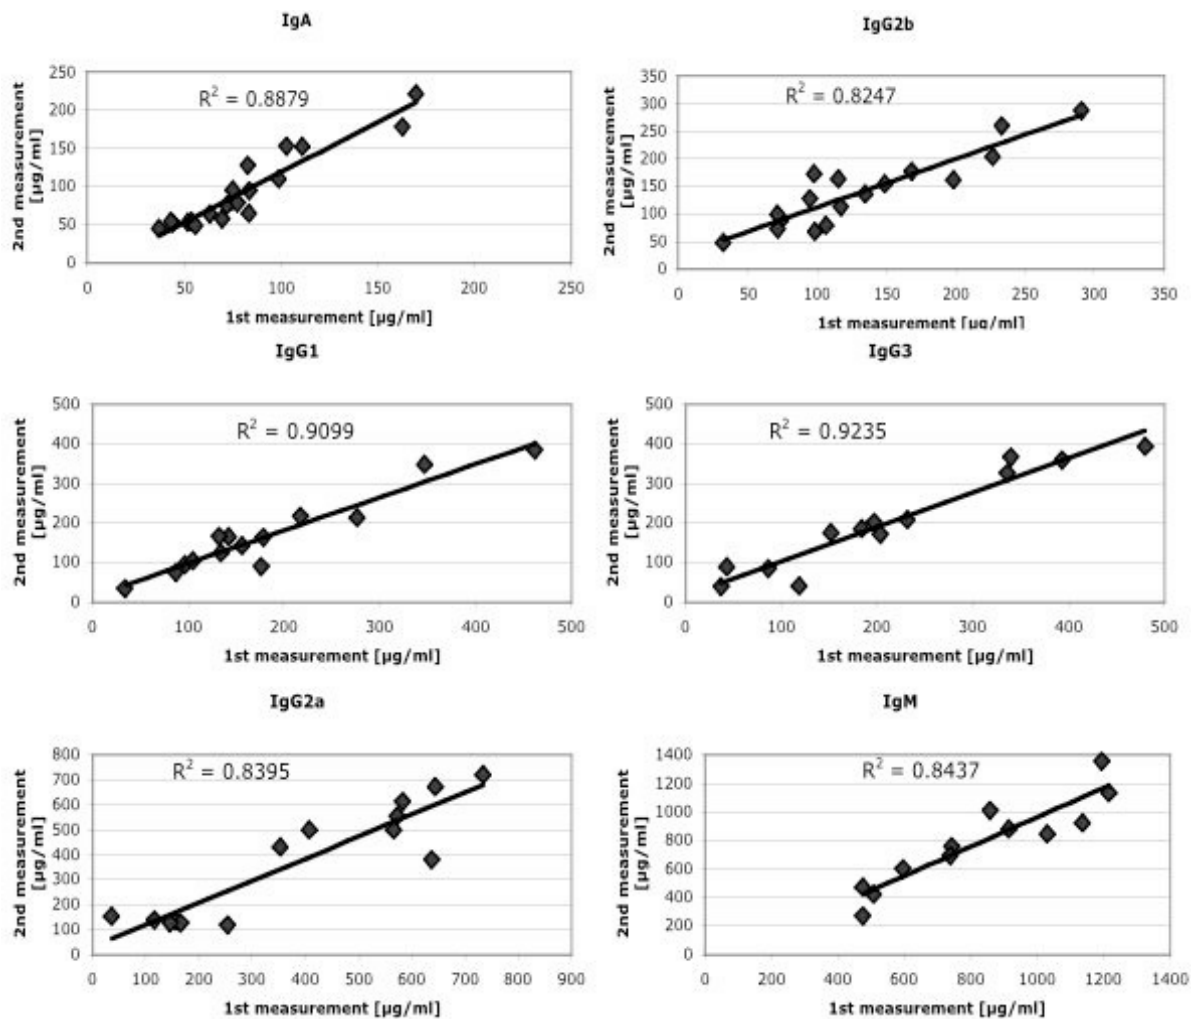 IgA
2nd measurement
[µg/ml]
250
200
150
100
50
0
R² = 0.8879
0 50 100 150 200 250
1st measurement [µg/ml]
IgG2b
2nd measurement
[µg/ml]
350
300
250
200
150
100
50
0
R² = 0.8247
0 50 100 150 200 250 300 350
1st measurement [µg/ml]
IgG1
2nd measurement
[µg/ml]
500
400
300
200
100
0
R² = 0.9099
0 100 200 300 400 500
1st measurement [µg/ml]
IgG3
2nd measurement
[µg/ml]
500
400
300
200
100
0
R² = 0.9235
0 100 200 300 400 500
1st measurement [µg/ml]
IgG2a
2nd measurement
[µg/ml]
800
700
600
500
400
300
200
100
0
R² = 0.8395
0 100 200 300 400 500 600 700 800 900
1st measurement [µg/ml]
IgM
2nd measurement
[µg/ml]
1400
1200
1000
800
600
400
200
0
R² = 0.8437
0 200 400 600 800 1000 1200 1400
1st measurement [µg/ml]